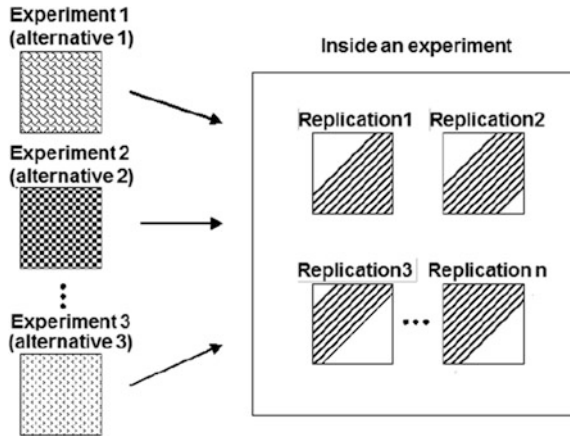 Experiment 1
(alternative 1)
Experiment 2
(alternative 2)
Experiment 3
(alternative 3)
Inside an experiment
Replication1
Replication2
Replication3
Replication n